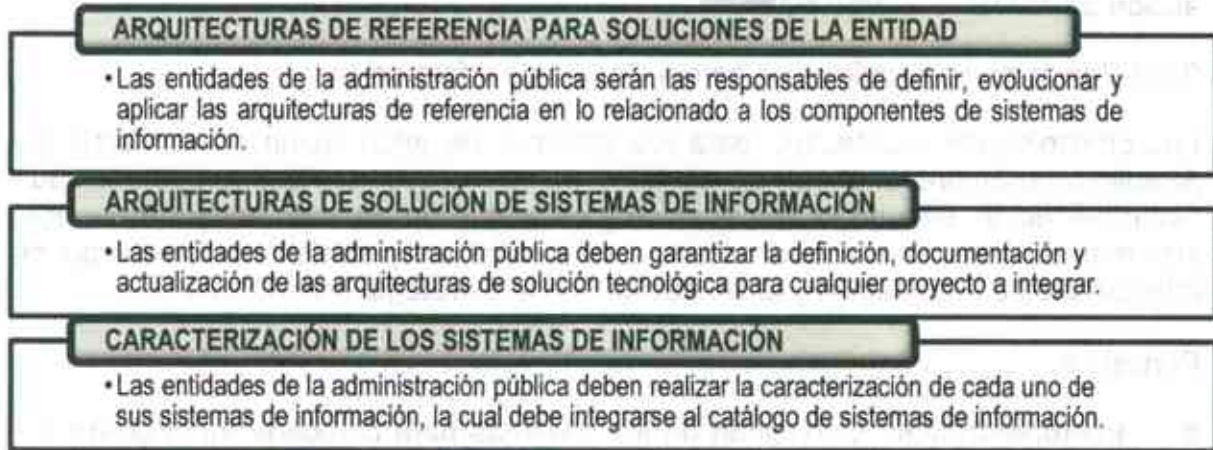 ARQUITECTURAS DE REFERENCIA PARA SOLUCIONES DE LA ENTIDAD
• Las entidades de la administración pública serán las responsables de definir, evolucionar y
aplicar las arquitecturas de referencia en lo relacionado a los componentes de sistemas de
información.
ARQUITECTURAS DE SOLUCIÓN DE SISTEMAS DE INFORMACIÓN
• Las entidades de la administración pública deben garantizar la definición, documentación y
actualización de las arquitecturas de solución tecnológica para cualquier proyecto a integrar.
CARACTERIZACIÓN DE LOS SISTEMAS DE INFORMACIÓN
• Las entidades de la administración pública deben realizar la caracterización de cada uno de
sus sistemas de información, la cual debe integrarse al catálogo de sistemas de información.